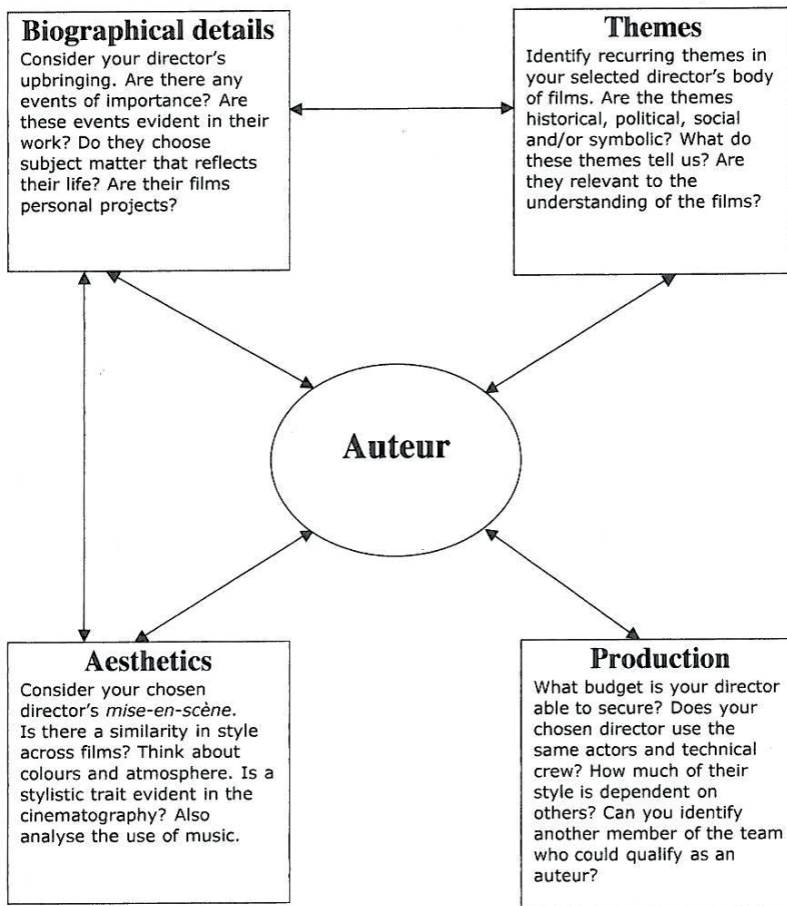 Biographical details
Consider your director's
upbringing. Are there any
events of importance? Are
these events evident in their
work? Do they choose
subject matter that reflects
their life? Are their films
personal projects?
Themes
Identify recurring themes in
your selected director's body
of films. Are the themes
historical, political, social
and/or symbolic? What do
these themes tell us? Are
they relevant to the
understanding of the films?
Auteur
Aesthetics
Consider your chosen
director's mise-en-scène.
Is there a similarity in style
across films? Think about
colours and atmosphere. Is a
stylistic trait evident in the
cinematography? Also
analyse the use of music.
Production
What budget is your director
able to secure? Does your
chosen director use the
same actors and technical
crew? How much of their
style is dependent on
others? Can you identify
another member of the team
who could qualify as an
auteur?